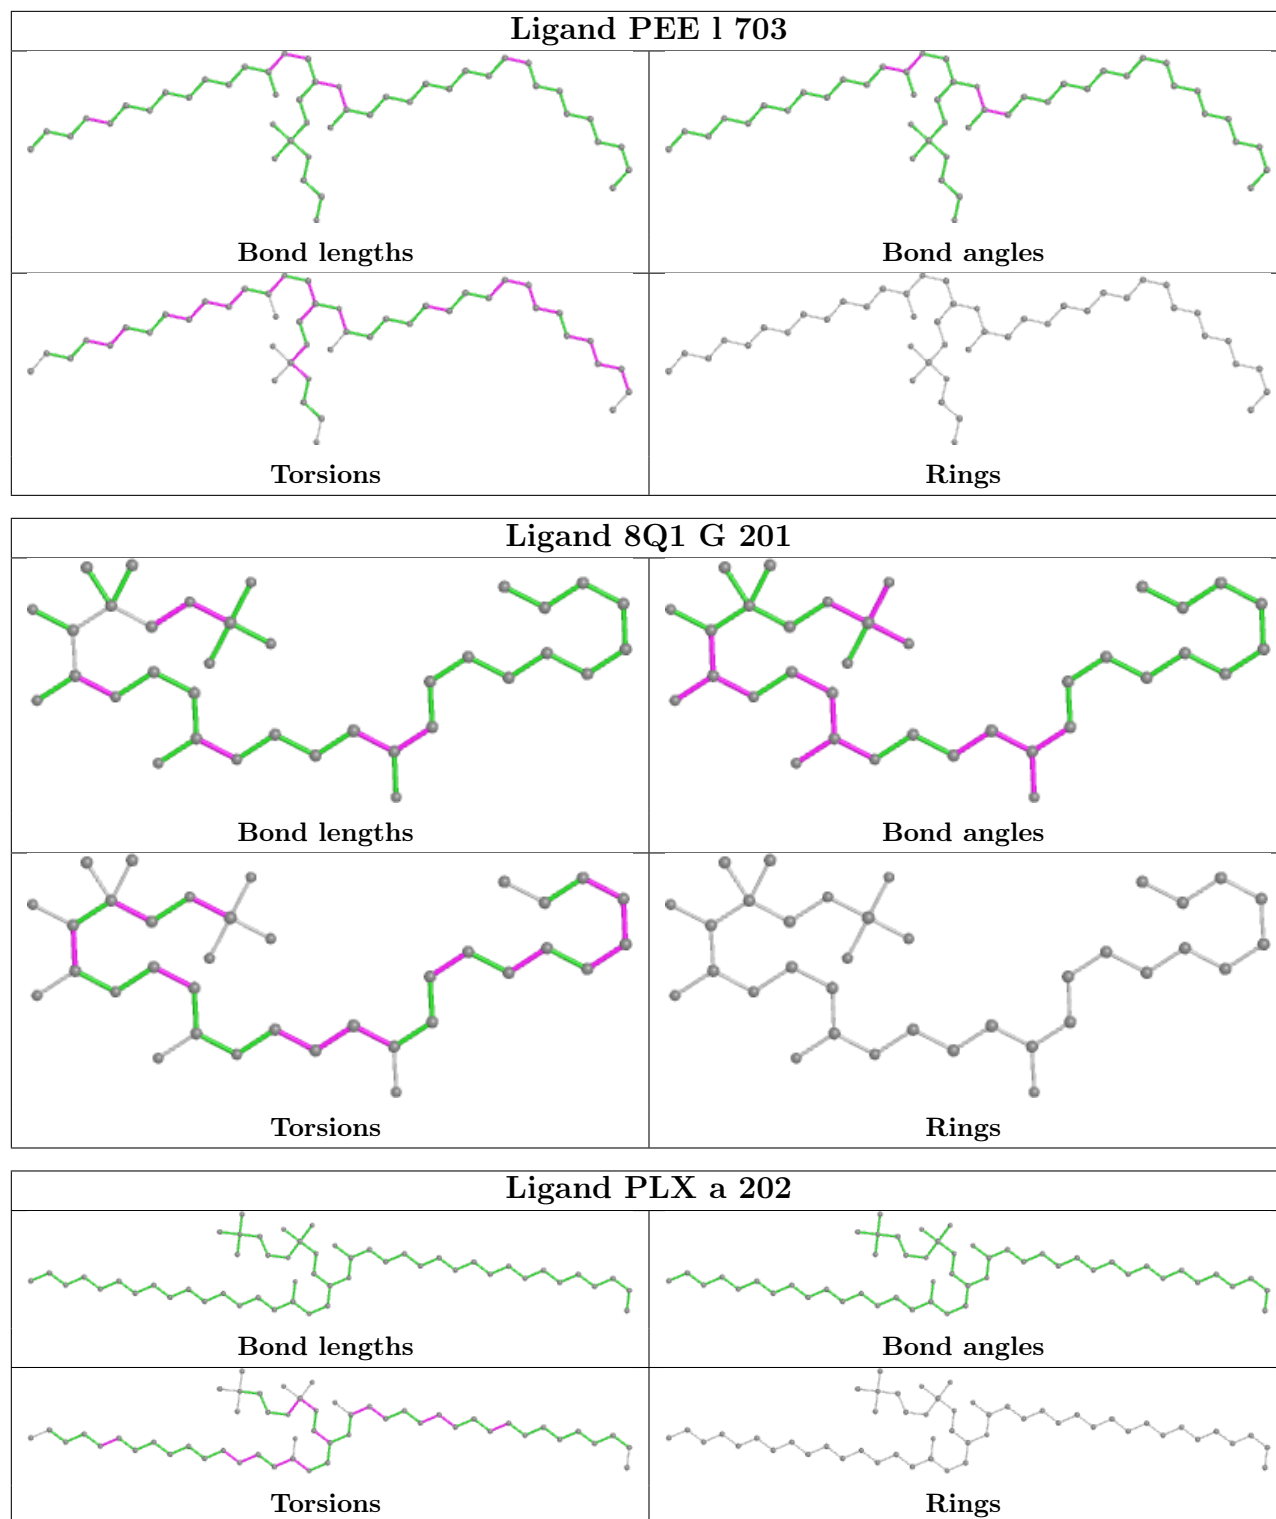 Ligand PEE l 703
Bond lengths
Bond angles
Torsions
Rings
Ligand 8Q1 G 201
Bond lengths
Bond angles
Torsions
Rings
Ligand PLX a 202
Bond lengths
Bond angles
Torsions
Rings